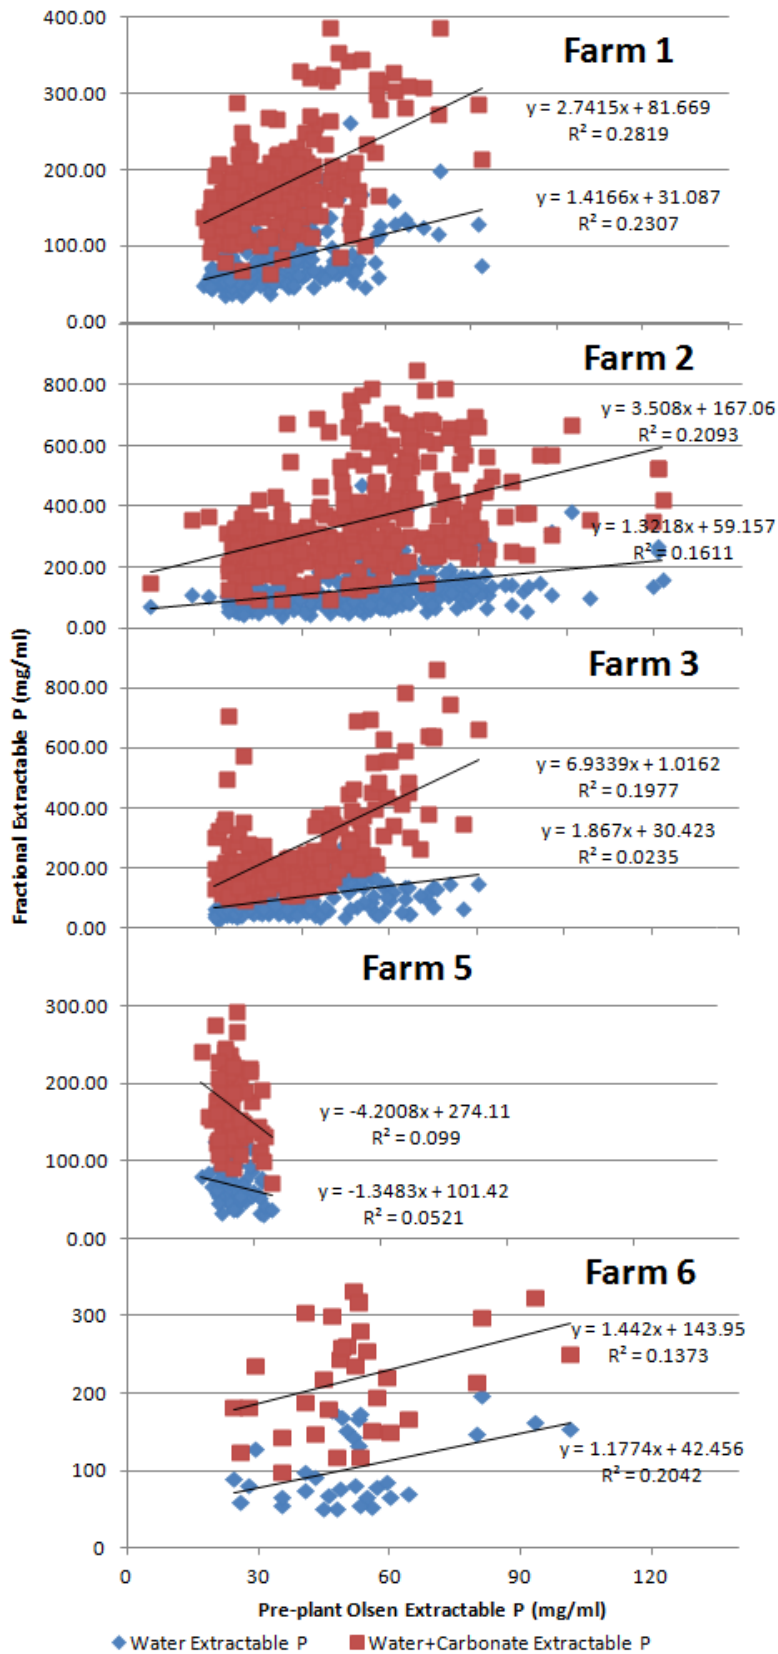 400.00
Farm 1
300.00
y = 2.7415x + 81.669
R² = 0.2819
200.00
y = 1.4166x + 31.087
R² = 0.2307
100.00
0.00
Farm 2
800.00
y = 3.508x + 167.06
R² = 0.2093
600.00
400.00
y = 1.3218x + 59.157
R² = 0.1611
200.00
0.00
Farm 3
800.00
600.00
y = 6.9339x + 1.0162
R² = 0.1977
400.00
y = 1.867x + 30.423
R² = 0.0235
200.00
0.00
Fractional Extractable P (mg/ml)
Farm 5
300.00
200.00
y = -4.2008x + 274.11
R² = 0.099
100.00
y = -1.3483x + 101.42
R² = 0.0521
0.00
Farm 6
300
y = 1.442x + 143.95
R² = 0.1373
200
100
y = 1.1774x + 42.456
R² = 0.2042
0
0 30 60 90 120
Pre-plant Olsen Extractable P (mg/ml)
Water Extractable P
Water+Carbonate Extractable P